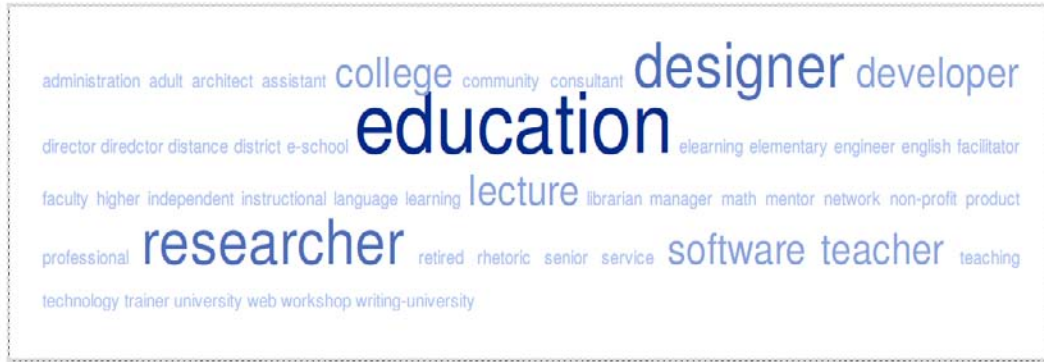 administration adult architect assistant college community consultant designer developer
director diredctor distance district e-school education elearning elementary engineer english facilitator
faculty higher independent instructional language learning lecture librarian manager math mentor network non-profit product
professional researcher retired rhetoric senior service software teacher teaching
technology trainer university web workshop writing-university